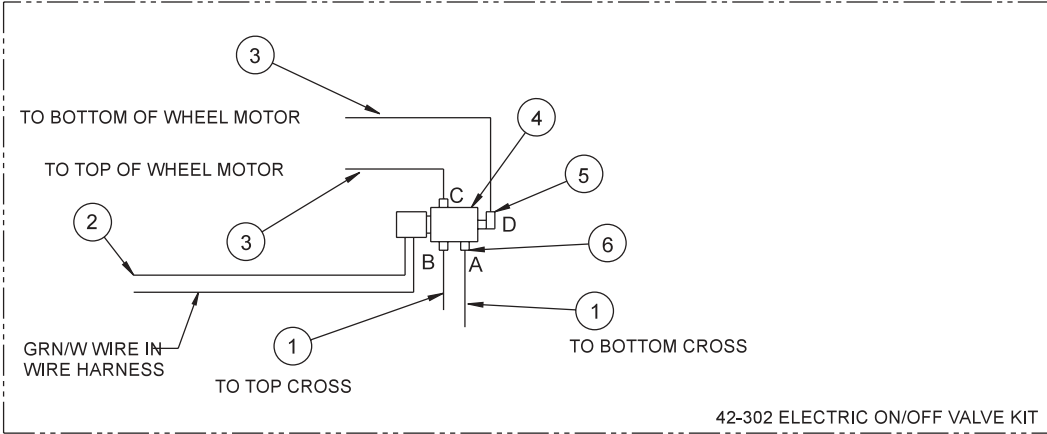 3
TO BOTTOM OF WHEEL MOTOR
4
TO TOP OF WHEEL MOTOR
5
C
2
D
3
6
B
A
1
1
GRN/W WIRE IN
WIRE HARNESS
TO BOTTOM CROSS
TO TOP CROSS
42-302 ELECTRIC ON/OFF VALVE KIT